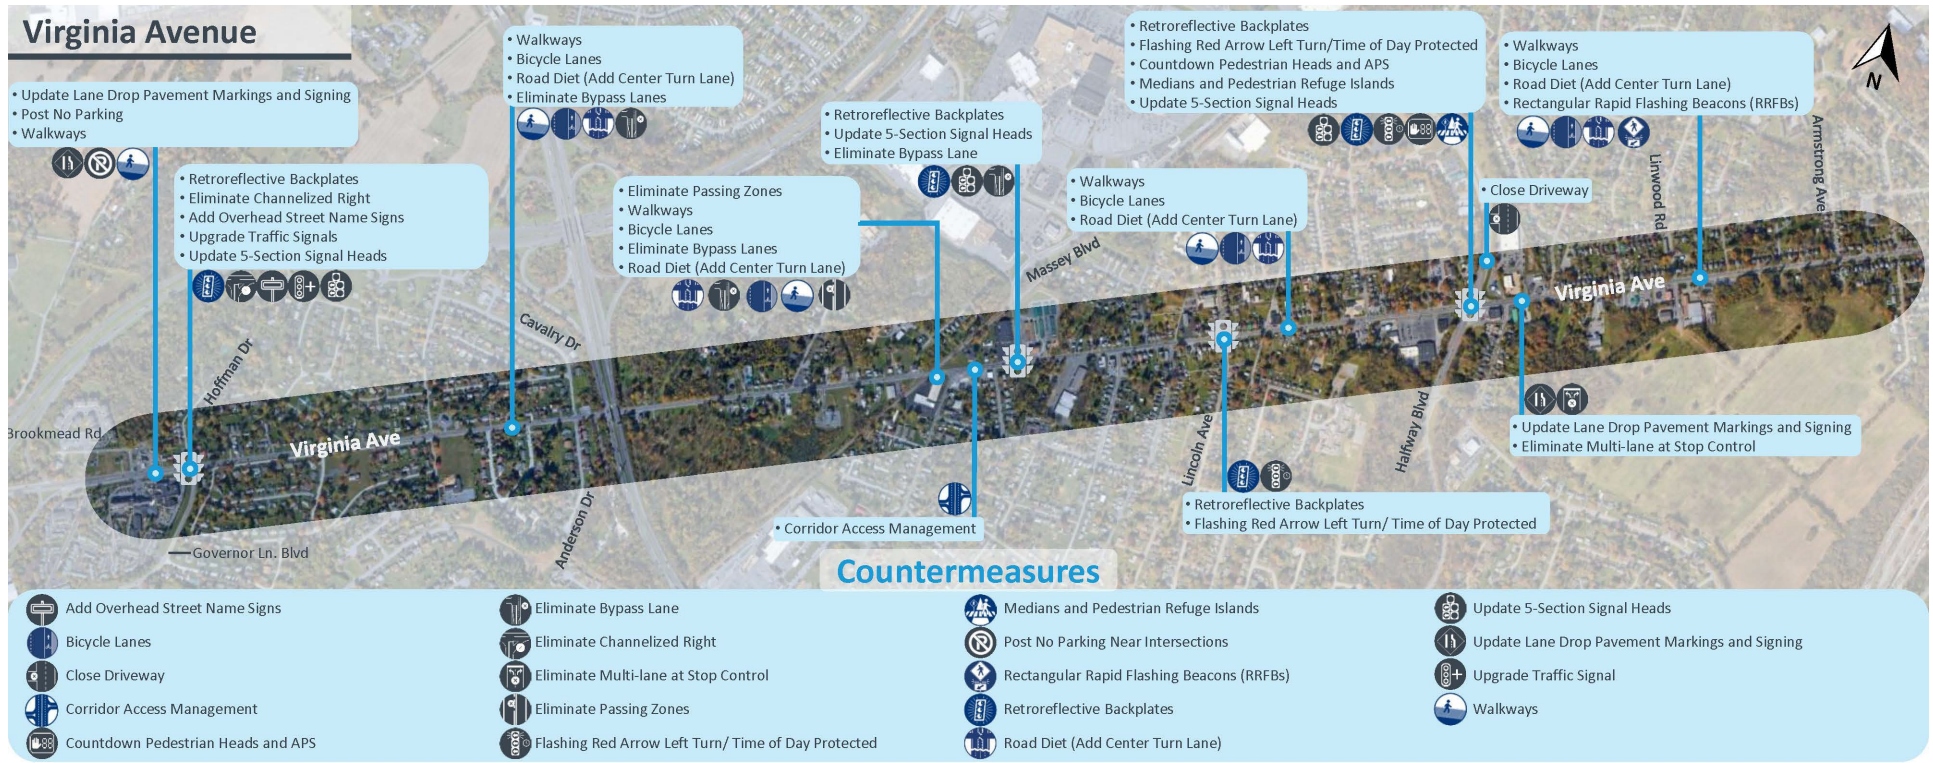 Virginia Avenue
• Update Lane Drop Pavement Markings and Signing
• Post No Parking
• Walkways
• Retroreflective Backplates
• Eliminate Channelized Right
• Add Overhead Street Name Signs
• Upgrade Traffic Signals
• Update 5-Section Signal Heads
• Walkways
• Bicycle Lanes
• Road Diet (Add Center Turn Lane)
• Eliminate Bypass Lanes
• Eliminate Passing Zones
• Walkways
• Bicycle Lanes
• Eliminate Bypass Lanes
• Road Diet (Add Center Turn Lane)
• Retroreflective Backplates
• Update 5-Section Signal Heads
• Eliminate Bypass Lane
• Walkways
• Bicycle Lanes
• Road Diet (Add Center Turn Lane)
• Retroreflective Backplates
• Flashing Red Arrow Left Turn/Time of Day Protected
• Countdown Pedestrian Heads and APS
• Medians and Pedestrian Refuge Islands
• Update 5-Section Signal Heads
• Close Driveway
• Walkways
• Bicycle Lanes
• Road Diet (Add Center Turn Lane)
• Rectangular Rapid Flashing Beacons (RRFBs)
N
Brookmead Rd
Hoffman Dr
Virginia Ave
Governor Ln. Blvd
Cavalry Dr
Anderson Dr
Massey Blvd
Lincoln Ave
Halfway Blvd
Virginia Ave
Linwood Rd
Armstrong Ave
• Corridor Access Management
• Retroreflective Backplates
• Flashing Red Arrow Left Turn/ Time of Day Protected
• Update Lane Drop Pavement Markings and Signing
• Eliminate Multi-lane at Stop Control
Countermeasures
Add Overhead Street Name Signs
Bicycle Lanes
Close Driveway
Corridor Access Management
Countdown Pedestrian Heads and APS
Eliminate Bypass Lane
Eliminate Channelized Right
Eliminate Multi-lane at Stop Control
Eliminate Passing Zones
Flashing Red Arrow Left Turn/ Time of Day Protected
Medians and Pedestrian Refuge Islands
Post No Parking Near Intersections
Rectangular Rapid Flashing Beacons (RRFBs)
Retroreflective Backplates
Road Diet (Add Center Turn Lane)
Update 5-Section Signal Heads
Update Lane Drop Pavement Markings and Signing
Upgrade Traffic Signal
Walkways